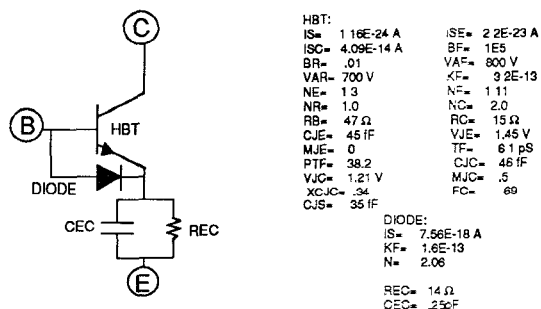 C
B
HBT
DIODE
CEC
REC
E
HBT:
IS= 1 16E-24 A ISE= 2 2E-23 A
ISC= 4.09E-14 A BF= 1E5
BR= .01 VAF= 800 V
VAR= 700 V KF= 3 2E-13
NE= 1 3 NF= 1 11
NR= 1.0 NC= 2.0
RB= 47 Ω RC= 15 Ω
CJE= 45 fF VJE= 1.45 V
MJE= 0 TF= 6 1 pS
PTF= 38.2 CJC= 46 fF
VJC= 1.21 V MJC= .5
XCJC= .34 FC= 69
CJS= 35 fF
DIODE:
IS= 7.56E-18 A
KF= 1.6E-13
N= 2.06
REC= 14 Ω
CEC= .25pF